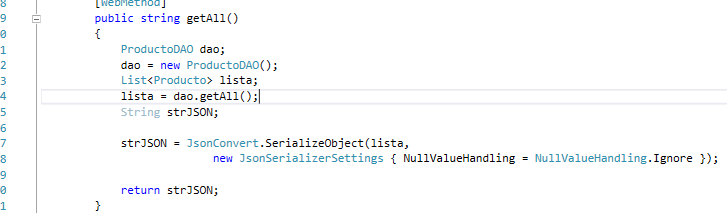 8 [WebMethod]
9 public string getAll()
0 {
1 ProductoDAO dao;
2 dao = new ProductoDAO();
3 List<Producto> lista;
4 lista = dao.getAll();
5 String strJSON;
6
7 strJSON = JsonConvert.SerializeObject(lista,
8 new JsonSerializerSettings { NullValueHandling = NullValueHandling.Ignore });
9
0 return strJSON;
1 }